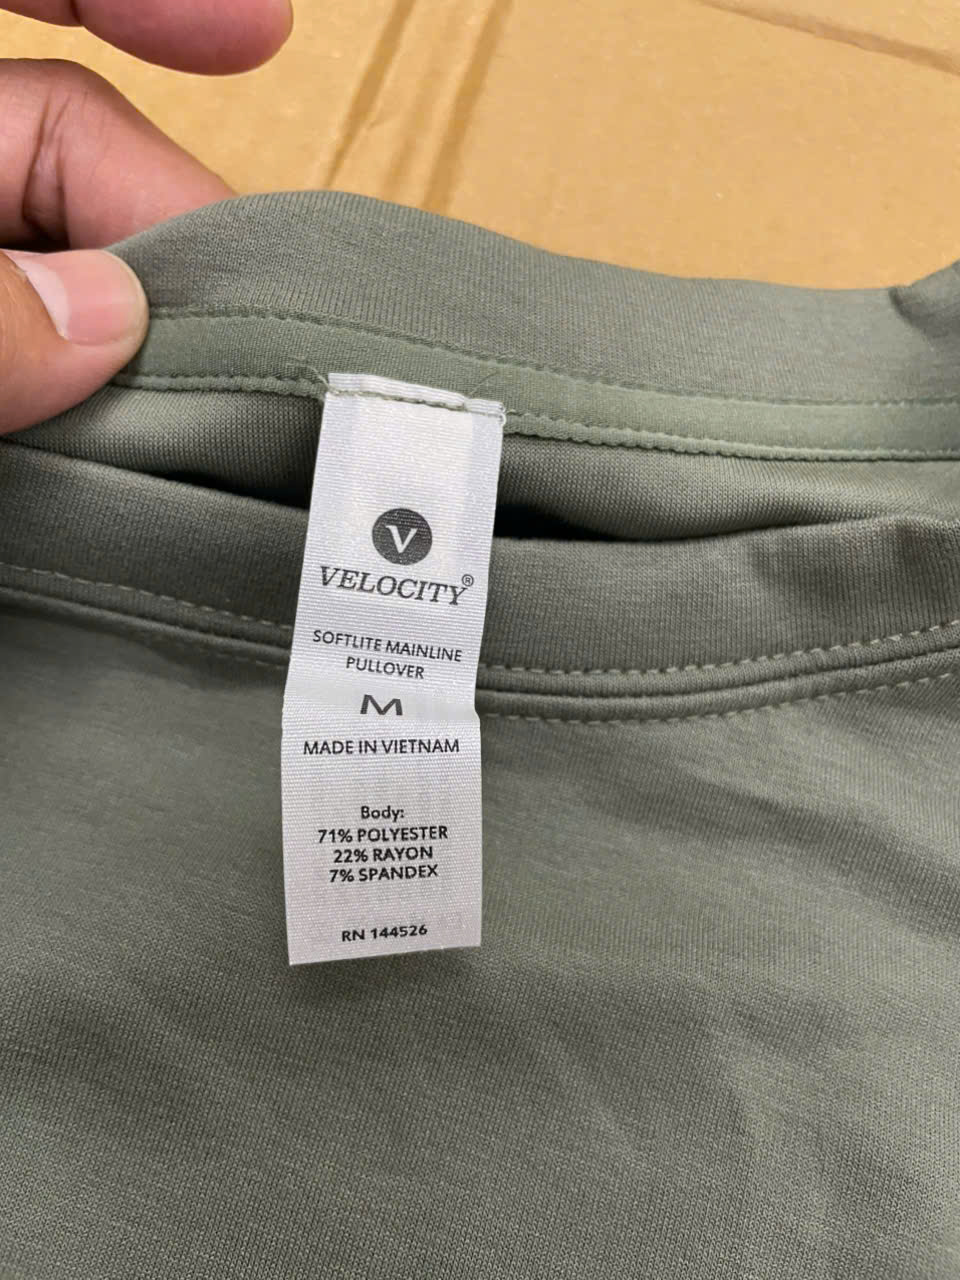 V
VELOCITY®
SOFTLITE MAINLINE
PULLOVER
M
MADE IN VIETNAM
Body:
71% POLYESTER
22% RAYON
7% SPANDEX
RN 144526